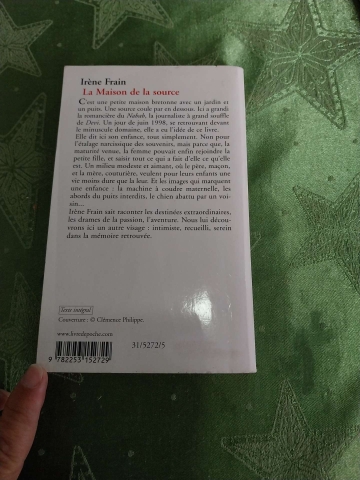 Irène Frain
La Maison de la source
C'est une petite maison bretonne avec un jardin et
un puits. Une source coule par en dessous. Ici a grandi
la romancière du Nabab, la journaliste à grand souffle
de Devi. Un jour de juin 1998, se retrouvant devant
le minuscule domaine, elle a eu l'idée de ce livre.
Elle dit ici son enfance, tout simplement. Non pour
l'étalage narcissique des souvenirs, mais parce que, la
maturité venue, la femme pouvait enfin rejoindre la
petite fille, et saisir tout ce qui a fait d'elle ce qu'elle
est. Un milieu modeste et aimant, où le père, maçon,
et la mère, couturière, veulent pour leurs enfants une
vie moins dure que la leur. Et les images qui marquent
une enfance : la machine à coudre maternelle, les
abords du puits interdits, le chien abattu par un voi-
sin...
Irène Frain sait raconter les destinées extraordinaires,
les drames de la passion, l'aventure. Nous lui décou-
vrons ici un autre visage : intimiste, recueilli, serein
dans la mémoire retrouvée.
texte intégral
Couverture : © Clémence Philippe.
www.livredepoche.com
31/5272/5
9 782253 152729